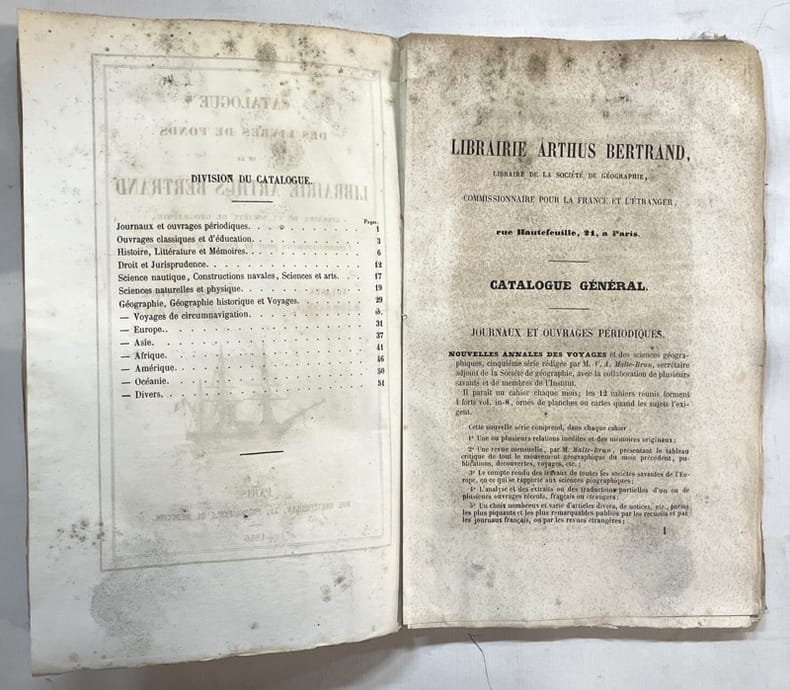 DIVISION DU CATALOGUE.
Pages.
Journaux et ouvrages périodiques. 1
Ouvrages classiques et d'éducation. 3
Histoire, Littérature et Mémoires. 6
Droit et Jurisprudence. 12
Science nautique, Constructions navales, Sciences et arts. 17
Sciences naturelles et physique. 19
Géographie, Géographie historique et Voyages. 29
— Voyages de circumnavigation. ib.
— Europe. 31
— Asie. 37
— Afrique. 41
— Amérique. 46
— Océanie. 50
— Divers. 51
LIBRAIRIE ARTHUS BERTRAND,
LIBRAIRE DE LA SOCIÉTÉ DE GÉOGRAPHIE,
COMMISSIONNAIRE POUR LA FRANCE ET L'ÉTRANGER,
rue Hautefeuille, 21, a Paris.
CATALOGUE GÉNÉRAL.
JOURNAUX ET OUVRAGES PÉRIODIQUES.
NOUVELLES ANNALES DES VOYAGES et des sciences géogra-
phiques, cinquième série rédigée par M. V. A. Malte-Brun, secrétaire
adjoint de la Société de géographie, avec la collaboration de plusieurs
savants et de membres de l'Institut.
Il paraît un cahier chaque mois; les 12 cahiers réunis forment
4 forts vol. in-8, ornés de planches ou cartes quand les sujets l'exi-
gent.
Cette nouvelle série comprend, dans chaque cahier
1° Une ou plusieurs relations inédites et des mémoires originaux;
2° Une revue mensuelle, par M. Malte-Brun, présentant le tableau
critique de tout le mouvement géographique du mois précédent, pu-
blications, découvertes, voyages, etc.;
3° Le compte rendu des travaux de toutes les sociétés savantes de l'Eu-
rope, en ce qui se rapporte aux sciences géographiques;
4° L'analyse et des extraits ou des traductions partielles d'un ou de
plusieurs ouvrages récents, français ou étrangers;
5° Un choix nombreux et varié d'articles divers, de notices, etc., parmi
les plus piquants et les plus remarquables publiés par les recueils et par
les journaux français, ou par les revues étrangères;
1